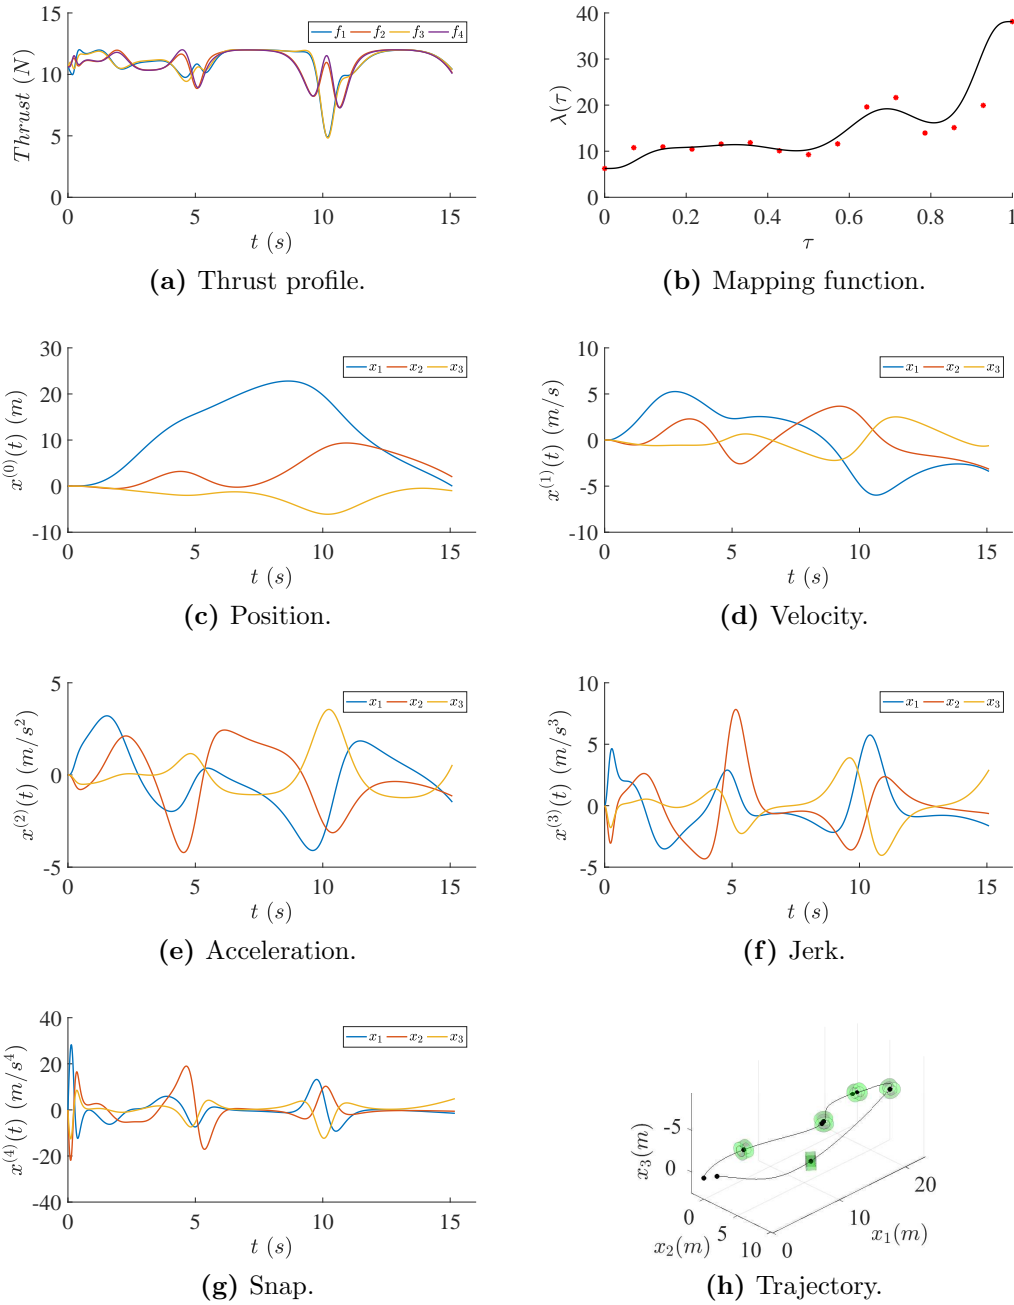 15
10
5
0
Thrust (N)
f₁ f₂ f₃ f₄
0 5 10 15
t (s)
(a) Thrust profile.
40
30
20
10
0
λ(τ)
0 0.2 0.4 0.6 0.8 1
τ
(b) Mapping function.
30
20
10
0
-10
x⁽⁰⁾(t) (m)
x₁ x₂ x₃
0 5 10 15
t (s)
(c) Position.
10
5
0
-5
-10
x⁽¹⁾(t) (m/s)
x₁ x₂ x₃
0 5 10 15
t (s)
(d) Velocity.
5
0
-5
x⁽²⁾(t) (m/s²)
x₁ x₂ x₃
0 5 10 15
t (s)
(e) Acceleration.
10
5
0
-5
x⁽³⁾(t) (m/s³)
x₁ x₂ x₃
0 5 10 15
t (s)
(f) Jerk.
40
20
0
-20
-40
x⁽⁴⁾(t) (m/s⁴)
x₁ x₂ x₃
0 5 10 15
t (s)
(g) Snap.
-5
0
x₃(m)
0 5 10
x₂(m)
0 10 20
x₁(m)
(h) Trajectory.